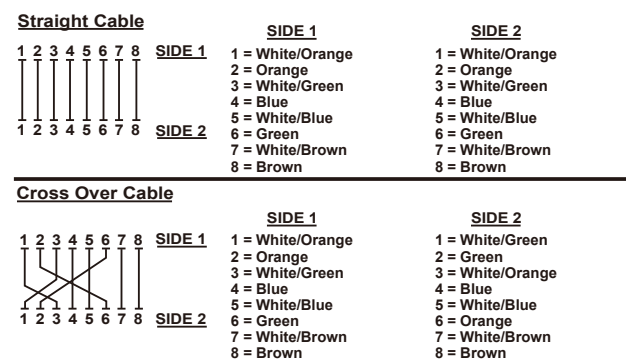 Straight Cable
1 2 3 4 5 6 7 8 SIDE 1
1 2 3 4 5 6 7 8 SIDE 2
SIDE 1
1 = White/Orange
2 = Orange
3 = White/Green
4 = Blue
5 = White/Blue
6 = Green
7 = White/Brown
8 = Brown
SIDE 2
1 = White/Orange
2 = Orange
3 = White/Green
4 = Blue
5 = White/Blue
6 = Green
7 = White/Brown
8 = Brown
Cross Over Cable
1 2 3 4 5 6 7 8 SIDE 1
1 2 3 4 5 6 7 8 SIDE 2
SIDE 1
1 = White/Orange
2 = Orange
3 = White/Green
4 = Blue
5 = White/Blue
6 = Green
7 = White/Brown
8 = Brown
SIDE 2
1 = White/Green
2 = Green
3 = White/Orange
4 = Blue
5 = White/Blue
6 = Orange
7 = White/Brown
8 = Brown